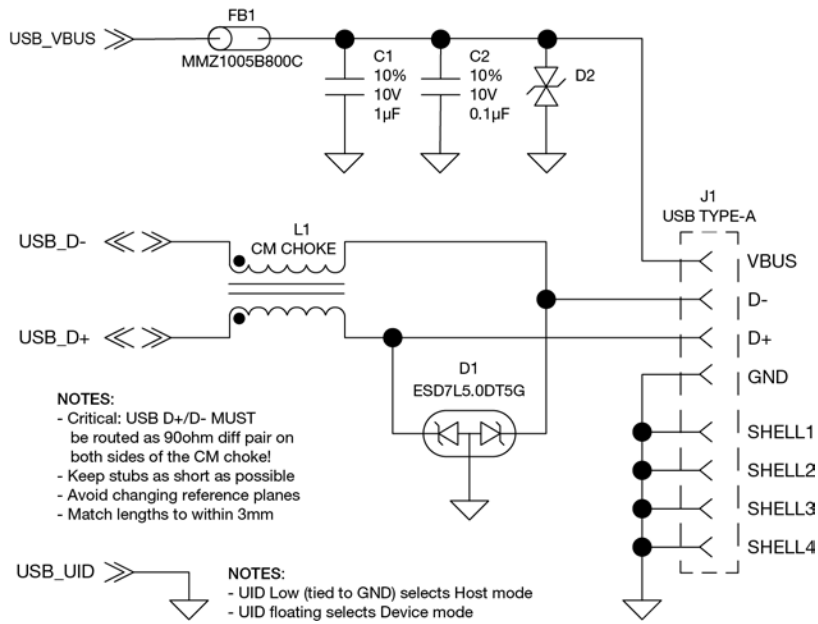 FB1
USB_VBUS
MMZ1005B800C
C1
10%
10V
1µF
C2
10%
10V
0.1µF
D2
J1
USB TYPE-A
L1
CM CHOKE
USB_D-
USB_D+
VBUS
D-
D+
GND
SHELL1
SHELL2
SHELL3
SHELL4
D1
ESD7L5.0DT5G
NOTES:
- Critical: USB D+/D- MUST
be routed as 90ohm diff pair on
both sides of the CM choke!
- Keep stubs as short as possible
- Avoid changing reference planes
- Match lengths to within 3mm
USB_UID
NOTES:
- UID Low (tied to GND) selects Host mode
- UID floating selects Device mode